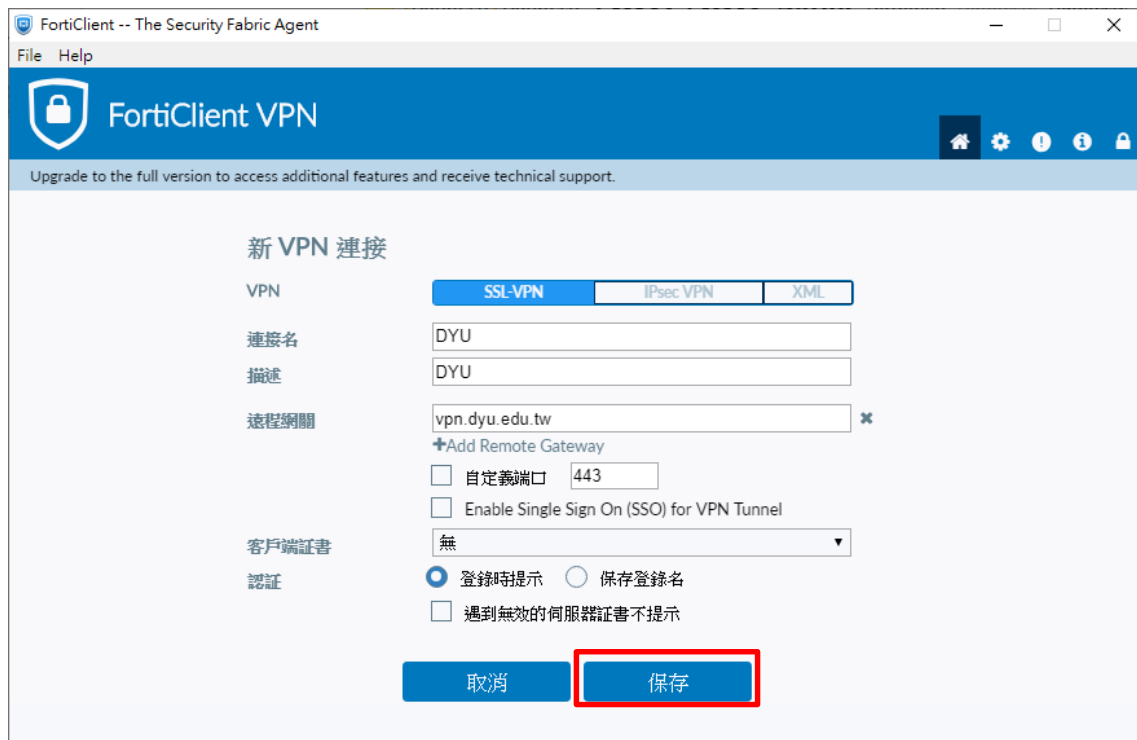 FortiClient -- The Security Fabric Agent
File Help
FortiClient VPN
Upgrade to the full version to access additional features and receive technical support.
新 VPN 連接
VPN SSL-VPN IPsec VPN XML
連接名 DYU
描述 DYU
遠程網關 vpn.dyu.edu.tw
+Add Remote Gateway
自定義端口 443
Enable Single Sign On (SSO) for VPN Tunnel
客戶端証書 無
認証 登錄時提示 保存登錄名
遇到無效的伺服器証書不提示
取消 保存